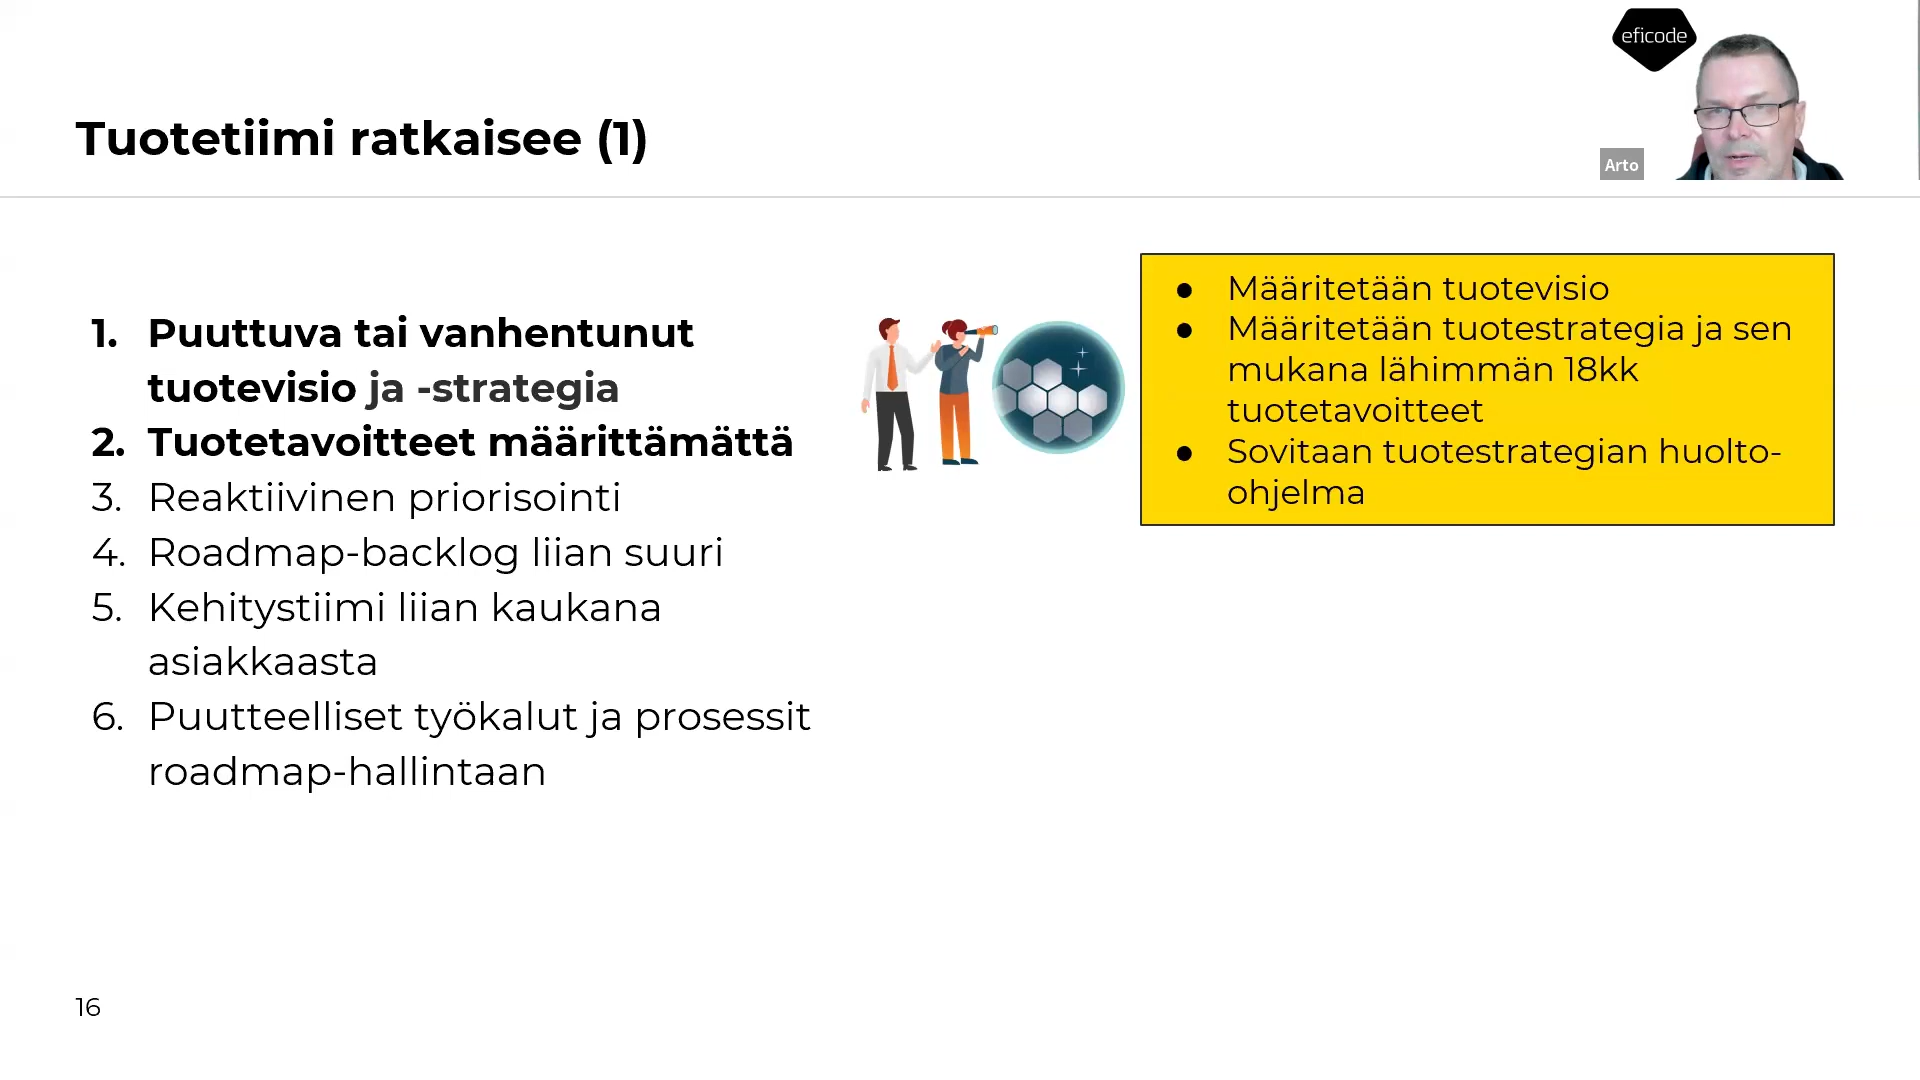 eficode
Arto
Tuotetiimi ratkaisee (1)
1. Puuttuva tai vanhentunut
tuotevisio ja -strategia
2. Tuotetavoitteet määrittämättä
3. Reaktiivinen priorisointi
4. Roadmap-backlog liian suuri
5. Kehitystiimi liian kaukana
asiakkaasta
6. Puutteelliset työkalut ja prosessit
roadmap-hallintaan
● Määritetään tuotevisio
● Määritetään tuotestrategia ja sen
mukana lähimmän 18kk
tuotetavoitteet
● Sovitaan tuotestrategian huolto-
ohjelma
16